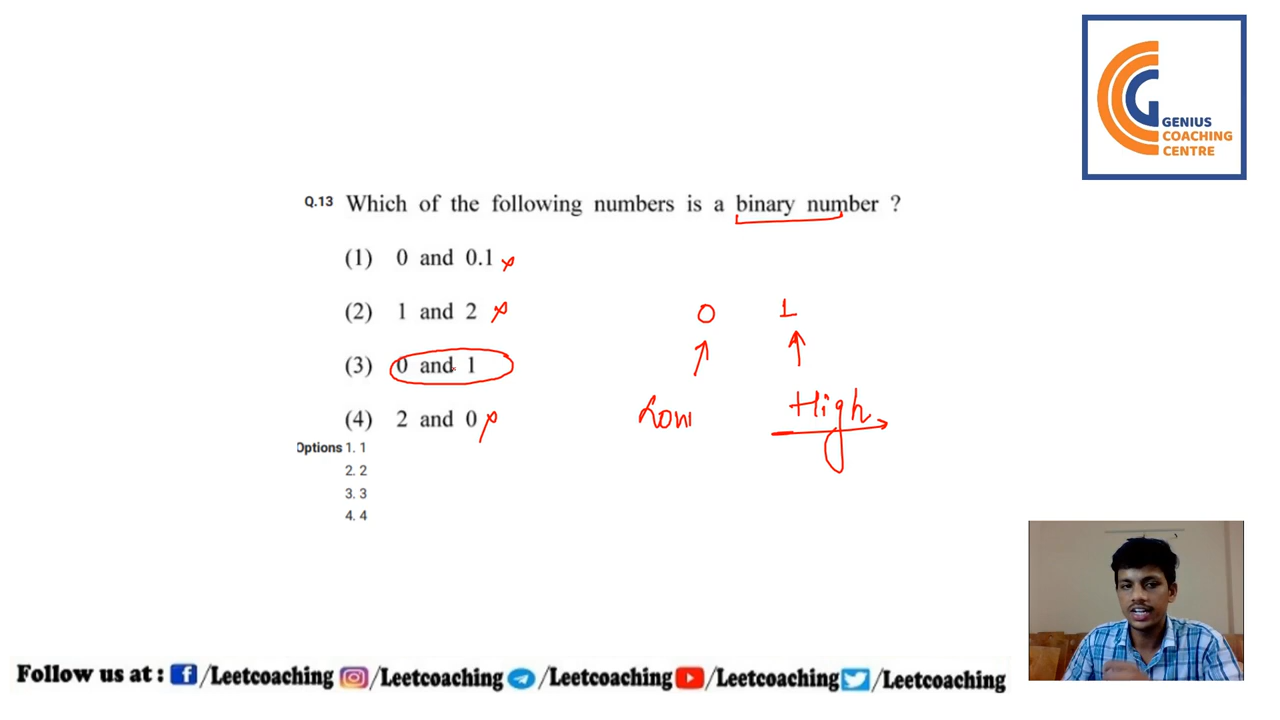 GENIUS
COACHING
CENTRE
Q.13 Which of the following numbers is a binary number ?
(1) 0 and 0.1
(2) 1 and 2
0 1
(3) 0 and 1
High
(4) 2 and 0
Options 1. 1
2. 2
3. 3
4. 4
Follow us at : /Leetcoaching /Leetcoaching /Leetcoaching /Leetcoaching /Leetcoaching